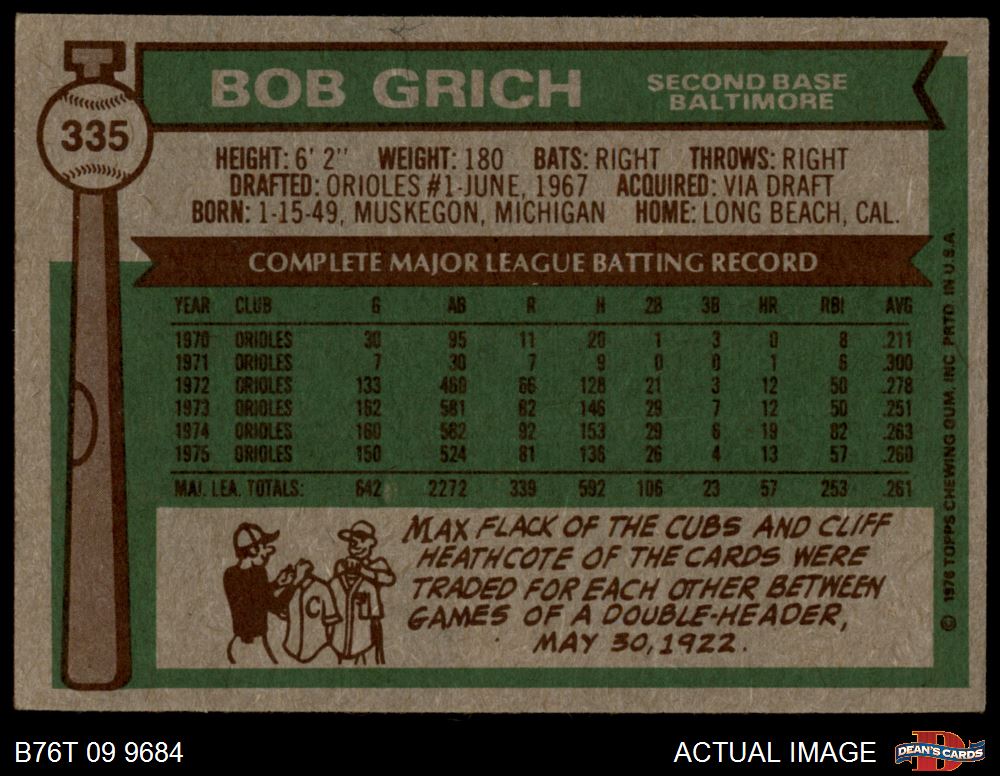 BOB GRICH
SECOND BASE
BALTIMORE
335
HEIGHT: 6' 2" WEIGHT: 180 BATS: RIGHT THROWS: RIGHT
DRAFTED: ORIOLES #1-JUNE, 1967 ACQUIRED: VIA DRAFT
BORN: 1-15-49, MUSKEGON, MICHIGAN HOME: LONG BEACH, CAL.
COMPLETE MAJOR LEAGUE BATTING RECORD
YEAR CLUB G AB R H 2B 3B HR RBI AVG
1970 ORIOLES 30 95 11 20 1 3 0 8 .211
1971 ORIOLES 7 30 7 9 0 0 1 6 .300
1972 ORIOLES 133 460 66 128 21 3 12 50 .278
1973 ORIOLES 162 581 82 146 29 7 12 50 .251
1974 ORIOLES 160 582 92 153 29 6 19 82 .263
1975 ORIOLES 150 524 81 136 26 4 13 57 .260
MAJ. LEA. TOTALS: 642 2272 339 592 106 23 57 253 .261
MAX FLACK OF THE CUBS AND CLIFF
HEATHCOTE OF THE CARDS WERE
TRADED FOR EACH OTHER BETWEEN
GAMES OF A DOUBLE-HEADER,
MAY 30, 1922.
C
© 1976 TOPPS CHEWING GUM, INC. PRTD. IN U.S.A.
B76T 09 9684
ACTUAL IMAGE
D
DEAN'S CARDS